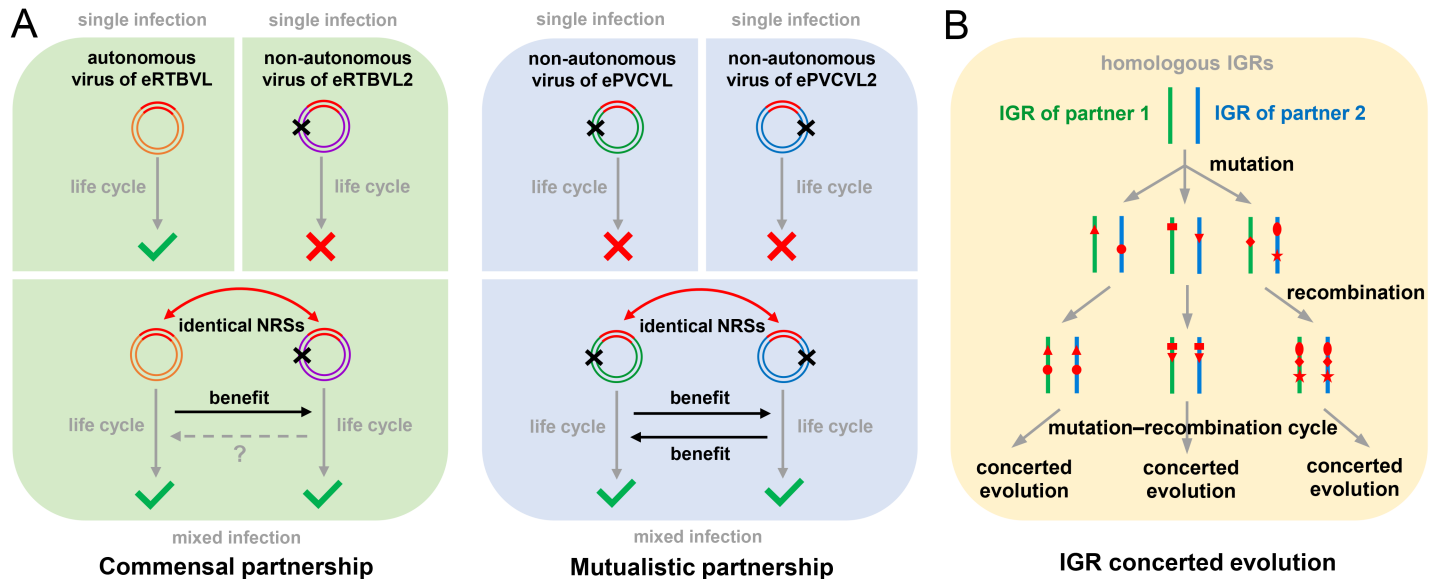 A
single infection
single infection
autonomous
virus of eRTBVL
non-autonomous
virus of eRTBVL2
life cycle
life cycle
identical NRSs
benefit
life cycle
life cycle
?
mixed infection
Commensal partnership
single infection
single infection
non-autonomous
virus of ePVCVL
non-autonomous
virus of ePVCVL2
life cycle
life cycle
identical NRSs
benefit
life cycle
life cycle
benefit
mixed infection
Mutualistic partnership
B
homologous IGRs
IGR of partner 1
IGR of partner 2
mutation
recombination
mutation–recombination cycle
concerted
evolution
concerted
evolution
concerted
evolution
IGR concerted evolution